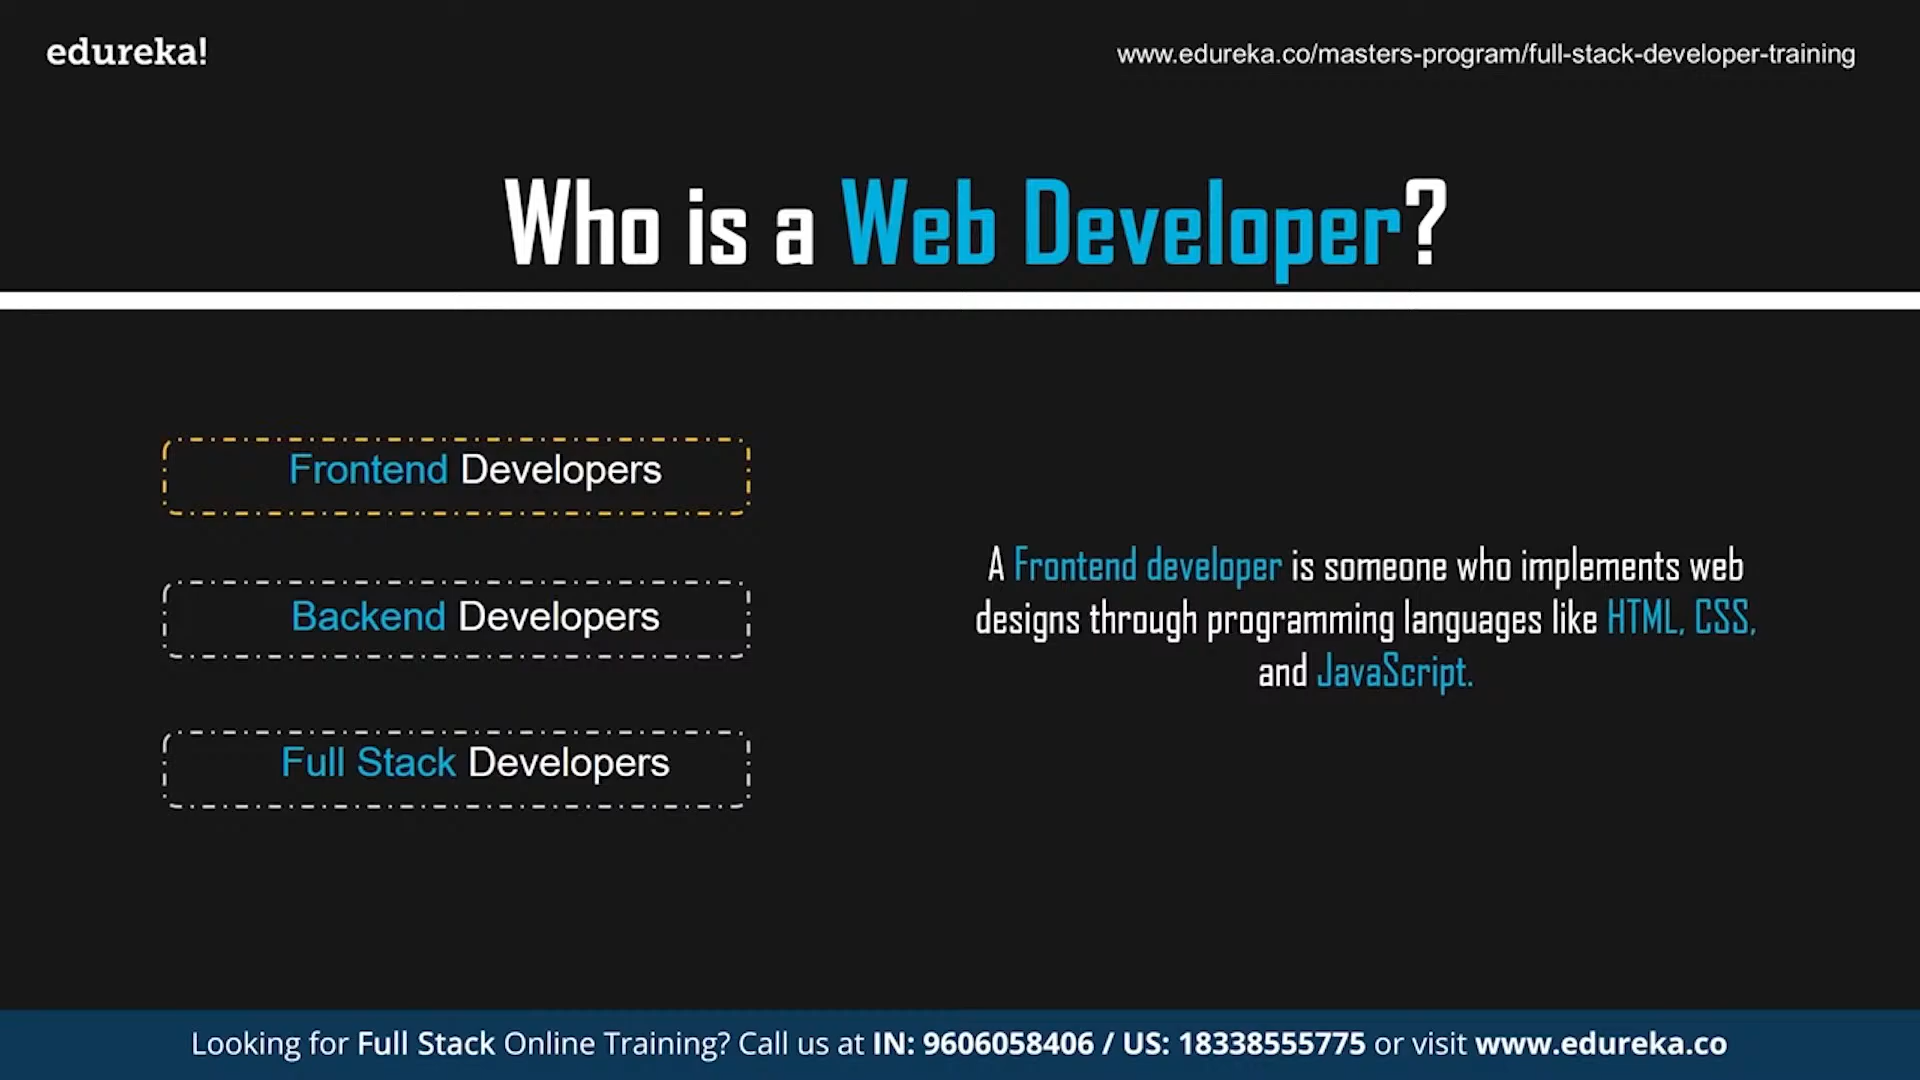 edureka!
www.edureka.co/masters-program/full-stack-developer-training
Who is a Web Developer?
Frontend Developers
Backend Developers
Full Stack Developers
A Frontend developer is someone who implements web
designs through programming languages like HTML, CSS,
and JavaScript.
Looking for Full Stack Online Training? Call us at IN: 9606058406 / US: 18338555775 or visit www.edureka.co